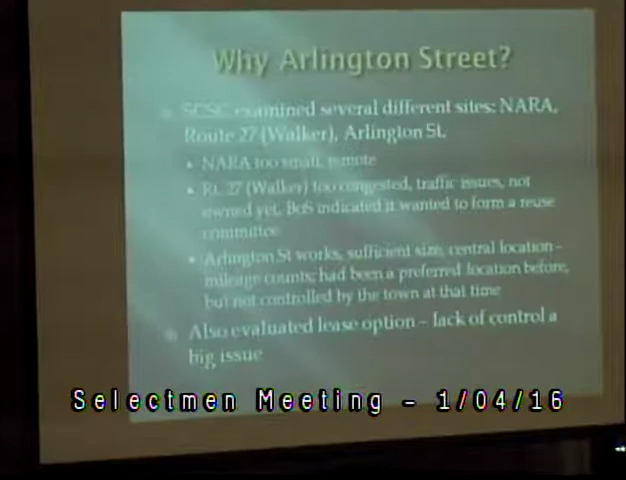 Why Arlington Street?
SCSC examined several different sites: NARA,
Route 27 (Walker), Arlington St.
NARA too small, remote
Rt. 27 (Walker) too congested, traffic issues, not
owned yet. BoS indicated it wanted to form a reuse
committee
Arlington St works, sufficient size, central location -
mileage counts; had been a preferred location before,
but not controlled by the town at that time
Also evaluated lease option – lack of control a
big issue
Selectmen Meeting - 1/04/16